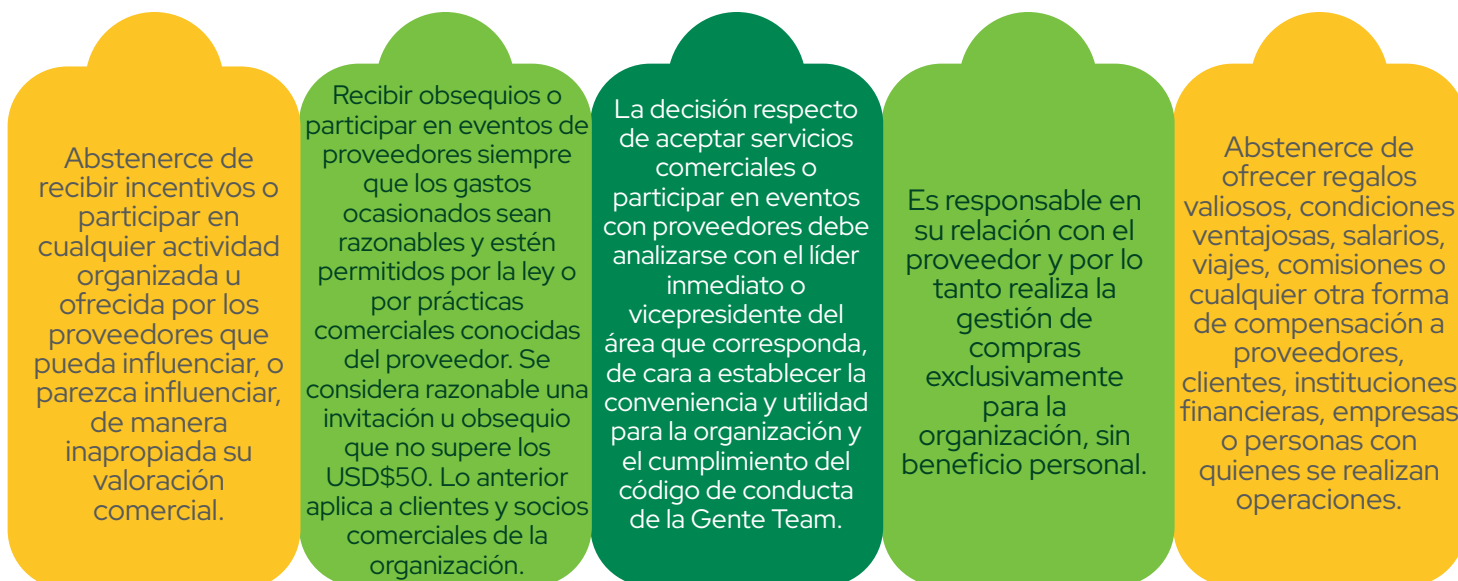 Abstenerce de
recibir incentivos o
participar en
cualquier actividad
organizada u
ofrecida por los
proveedores que
pueda influenciar, o
parezca influenciar,
de manera
inapropiada su
valoración
comercial.
Recibir obsequios o
participar en eventos de
proveedores siempre
que los gastos
ocasionados sean
razonables y estén
permitidos por la ley o
por prácticas
comerciales conocidas
del proveedor. Se
considera razonable una
invitación u obsequio
que no supere los
USD$50. Lo anterior
aplica a clientes y socios
comerciales de la
organización.
La decisión respecto
de aceptar servicios
comerciales o
participar en eventos
con proveedores debe
analizarse con el líder
inmediato o
vicepresidente del
área que corresponda,
de cara a establecer la
conveniencia y utilidad
para la organización y
el cumplimiento del
código de conducta
de la Gente Team.
Es responsable en
su relación con el
proveedor y por lo
tanto realiza la
gestión de
compras
exclusivamente
para la
organización, sin
beneficio personal.
Abstenerce de
ofrecer regalos
valiosos, condiciones
ventajosas, salarios,
viajes, comisiones o
cualquier otra forma
de compensación a
proveedores,
clientes, instituciones
financieras, empresas
o personas con
quienes se realizan
operaciones.